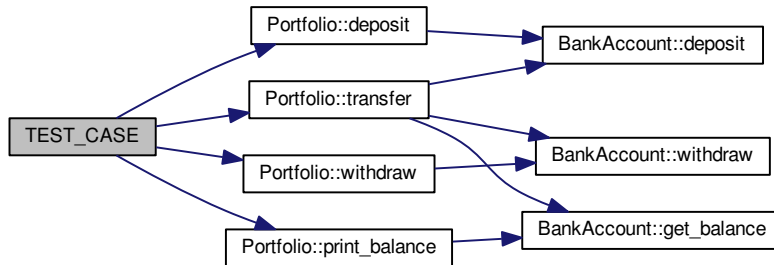 Portfolio::deposit
BankAccount::deposit
Portfolio::transfer
TEST_CASE
BankAccount::withdraw
Portfolio::withdraw
BankAccount::get_balance
Portfolio::print_balance